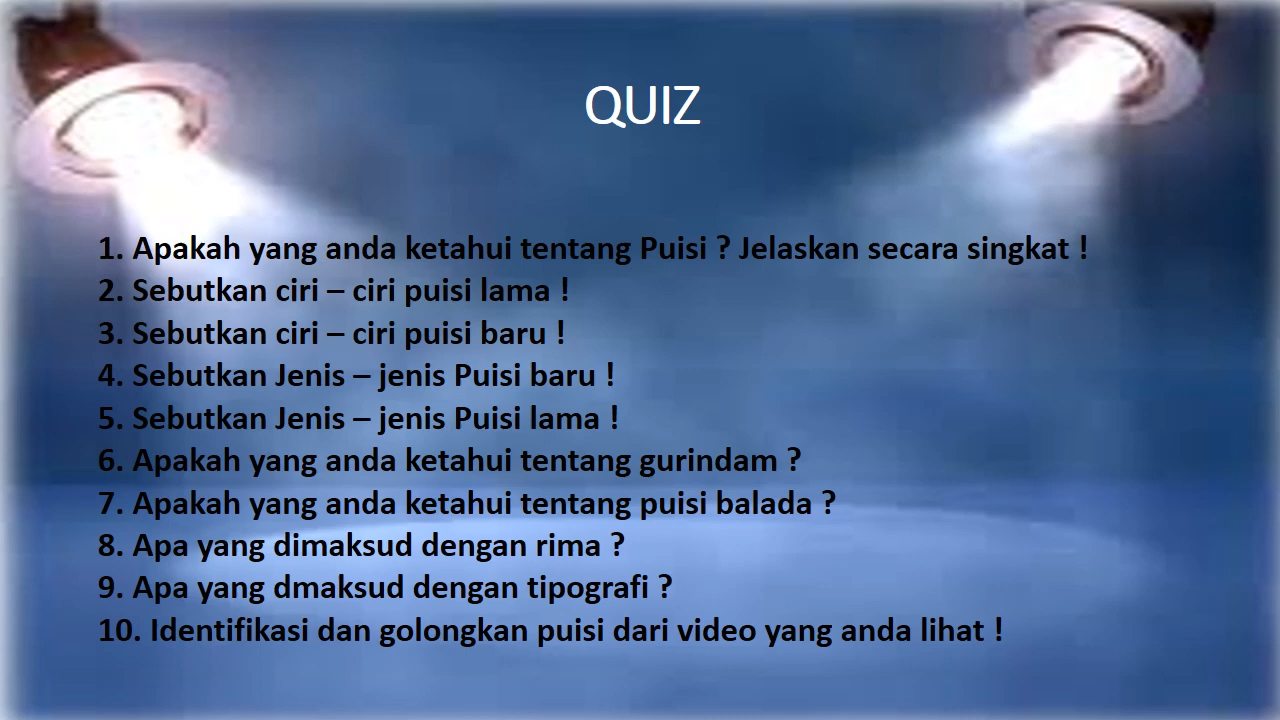 QUIZ
1. Apakah yang anda ketahui tentang Puisi ? Jelaskan secara singkat !
2. Sebutkan ciri – ciri puisi lama !
3. Sebutkan ciri – ciri puisi baru !
4. Sebutkan Jenis – jenis Puisi baru !
5. Sebutkan Jenis – jenis Puisi lama !
6. Apakah yang anda ketahui tentang gurindam ?
7. Apakah yang anda ketahui tentang puisi balada ?
8. Apa yang dimaksud dengan rima ?
9. Apa yang dmaksud dengan tipografi ?
10. Identifikasi dan golongkan puisi dari video yang anda lihat !